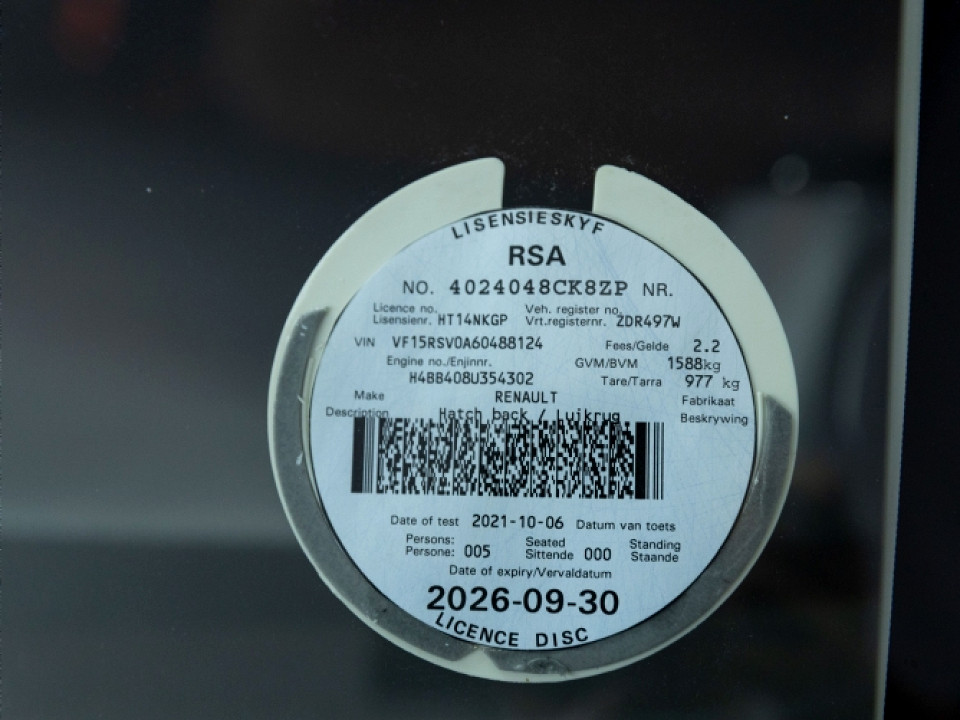 LISENSIESKYF
RSA
NO. 4024048CK8ZP NR.
Licence no. Veh. register no.
Lisensienr. HT14NKGP Vrt.registernr. ZDR497W
VIN VF15RSV0A60488124 Fees/Gelde 2.2
Engine no./Enjinnr. GVM/BVM 1588kg
H4BB408U354302 Tare/Tarra 977 kg
Make RENAULT Fabrikaat
Description Hatch back / Luikrug Beskrywing
Date of test 2021-10-06 Datum van toets
Persons: Seated Standing
Persone: 005 Sittende 000 Staande
Date of expiry/Vervaldatum
2026-09-30
LICENCE DISC